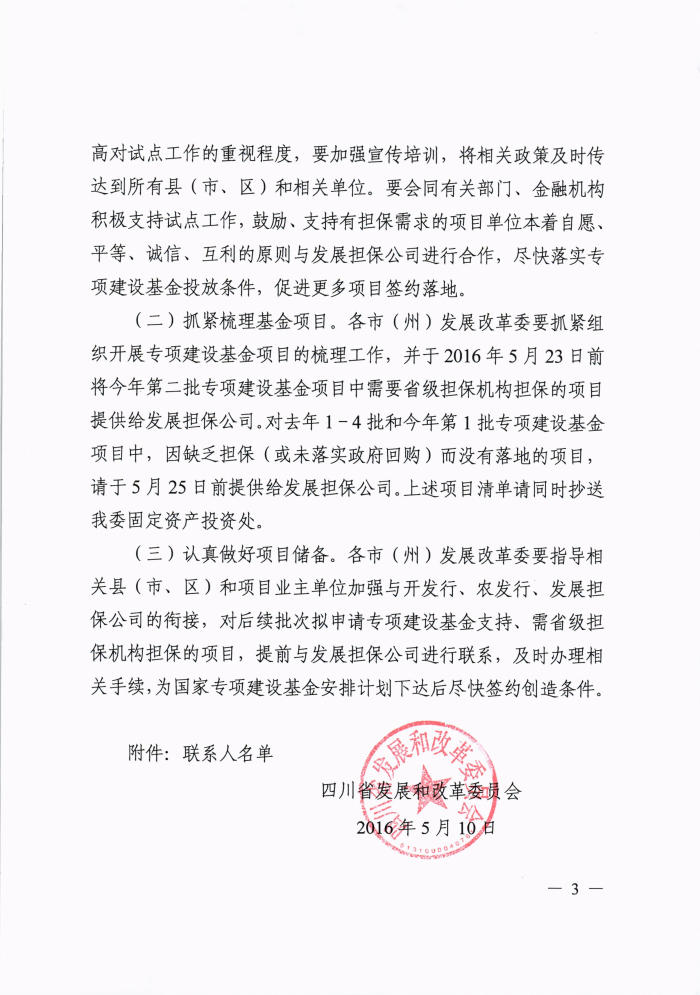 高对试点工作的重视程度，要加强宣传培训，将相关政策及时传
达到所有县（市、区）和相关单位。要会同有关部门、金融机构
积极支持试点工作，鼓励、支持有担保需求的项目单位本着自愿、
平等、诚信、互利的原则与发展担保公司进行合作，尽快落实专
项建设基金投放条件，促进更多项目签约落地。
（二）抓紧梳理基金项目。各市（州）发展改革委要抓紧组
织开展专项建设基金项目的梳理工作，并于2016年5月23日前
将今年第二批专项建设基金项目中需要省级担保机构担保的项目
提供给发展担保公司。对去年1-4批和今年第1批专项建设基金
项目中，因缺乏担保（或未落实政府回购）而没有落地的项目，
请于5月25日前提供给发展担保公司。上述项目清单请同时抄送
我委固定资产投资处。
（三）认真做好项目储备。各市（州）发展改革委要指导相
关县（市、区）和项目业主单位加强与开发行、农发行、发展担
保公司的衔接，对后续批次拟申请专项建设基金支持、需省级担
保机构担保的项目，提前与发展担保公司进行联系，及时办理相
关手续，为国家专项建设基金安排计划下达后尽快签约创造条件。
附件：联系人名单
四川省发展和改革委员会
四川省发展和改革委员会
2016年5月10日
— 3 —